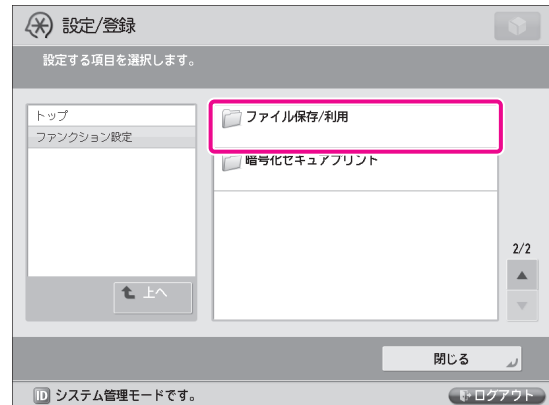 設定/登録
設定する項目を選択します。
トップ
ファンクション設定
ファイル保存/利用
暗号化セキュアプリント
2/2
上へ
閉じる
ID システム管理モードです。
ログアウト